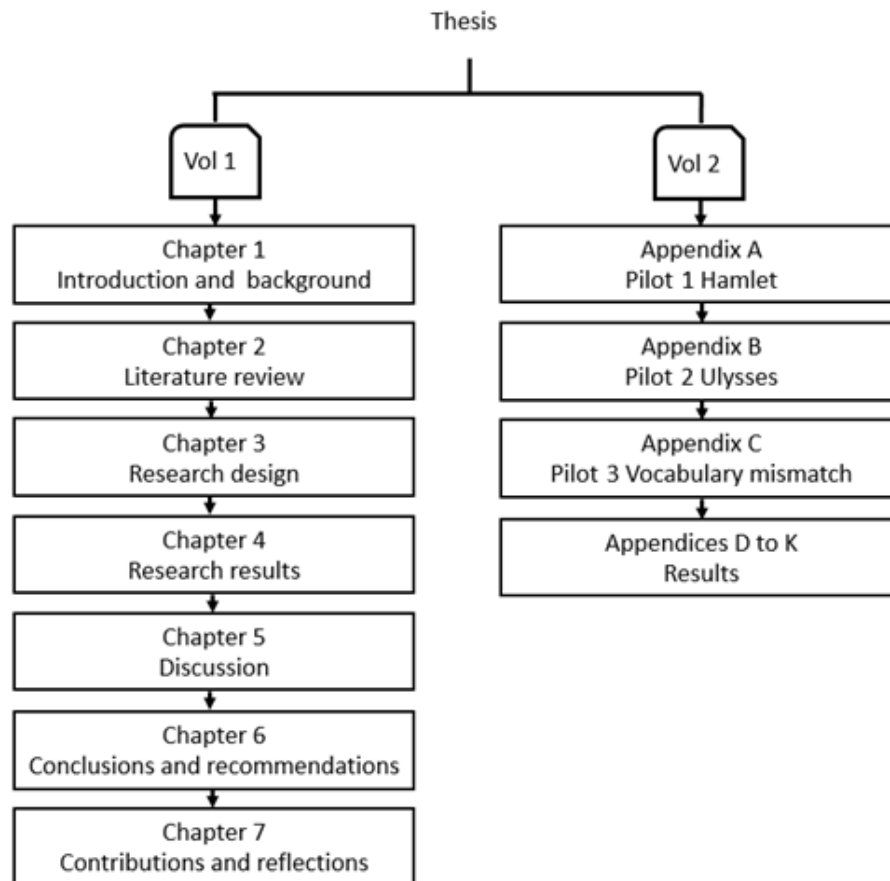 Thesis
Vol 1
Vol 2
Chapter 1
Introduction and background
Chapter 2
Literature review
Chapter 3
Research design
Chapter 4
Research results
Chapter 5
Discussion
Chapter 6
Conclusions and recommendations
Chapter 7
Contributions and reflections
Appendix A
Pilot 1 Hamlet
Appendix B
Pilot 2 Ulysses
Appendix C
Pilot 3 Vocabulary mismatch
Appendices D to K
Results